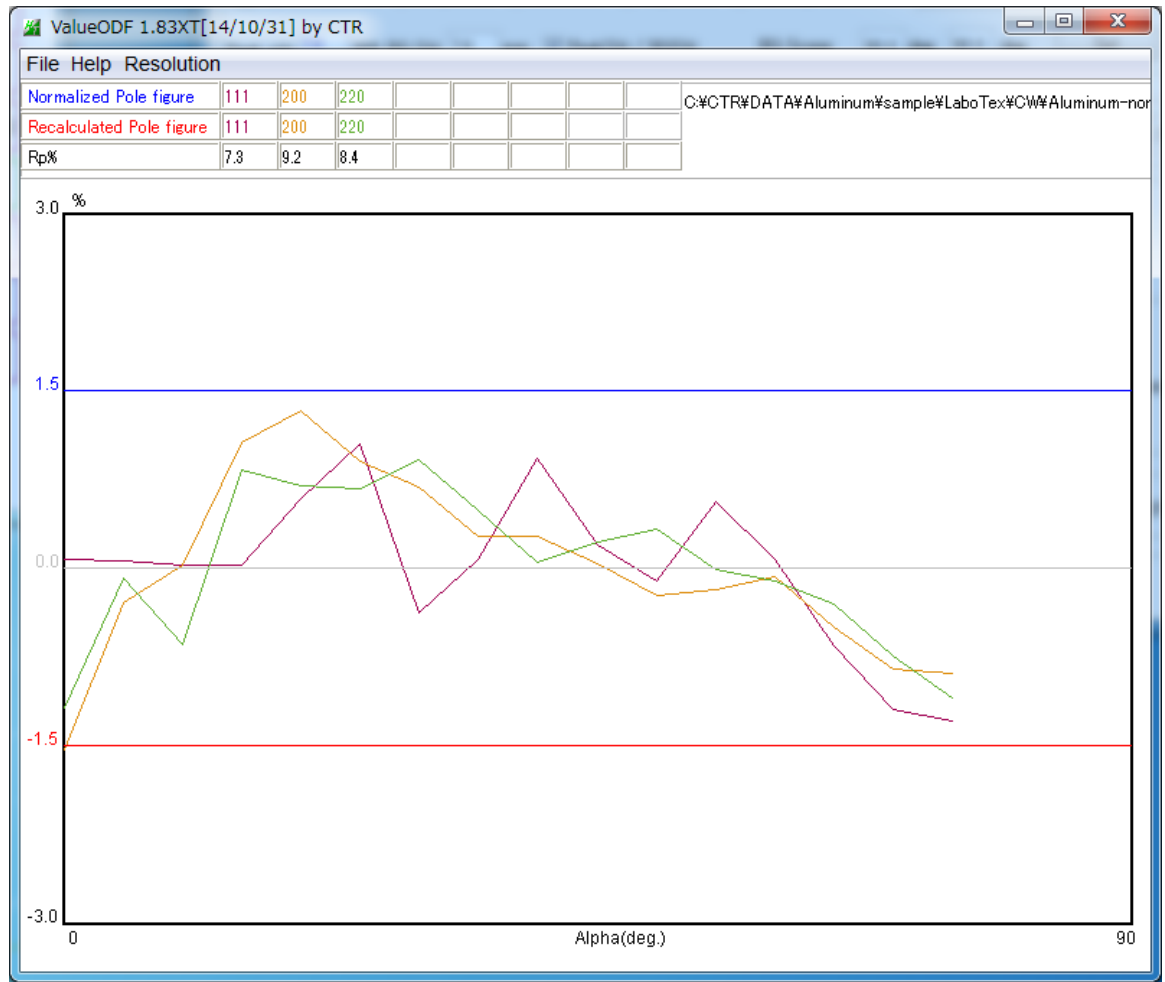 ValueODF 1.83XT[14/10/31] by CTR
File Help Resolution
Normalized Pole figure 111 200 220
C:¥CTR¥DATA¥Aluminum¥sample¥LaboTex¥CW¥Aluminum-nor
Recalculated Pole figure 111 200 220
Rp% 7.3 9.2 8.4
%
3.0
1.5
0.0
-1.5
-3.0
0 Alpha(deg.) 90